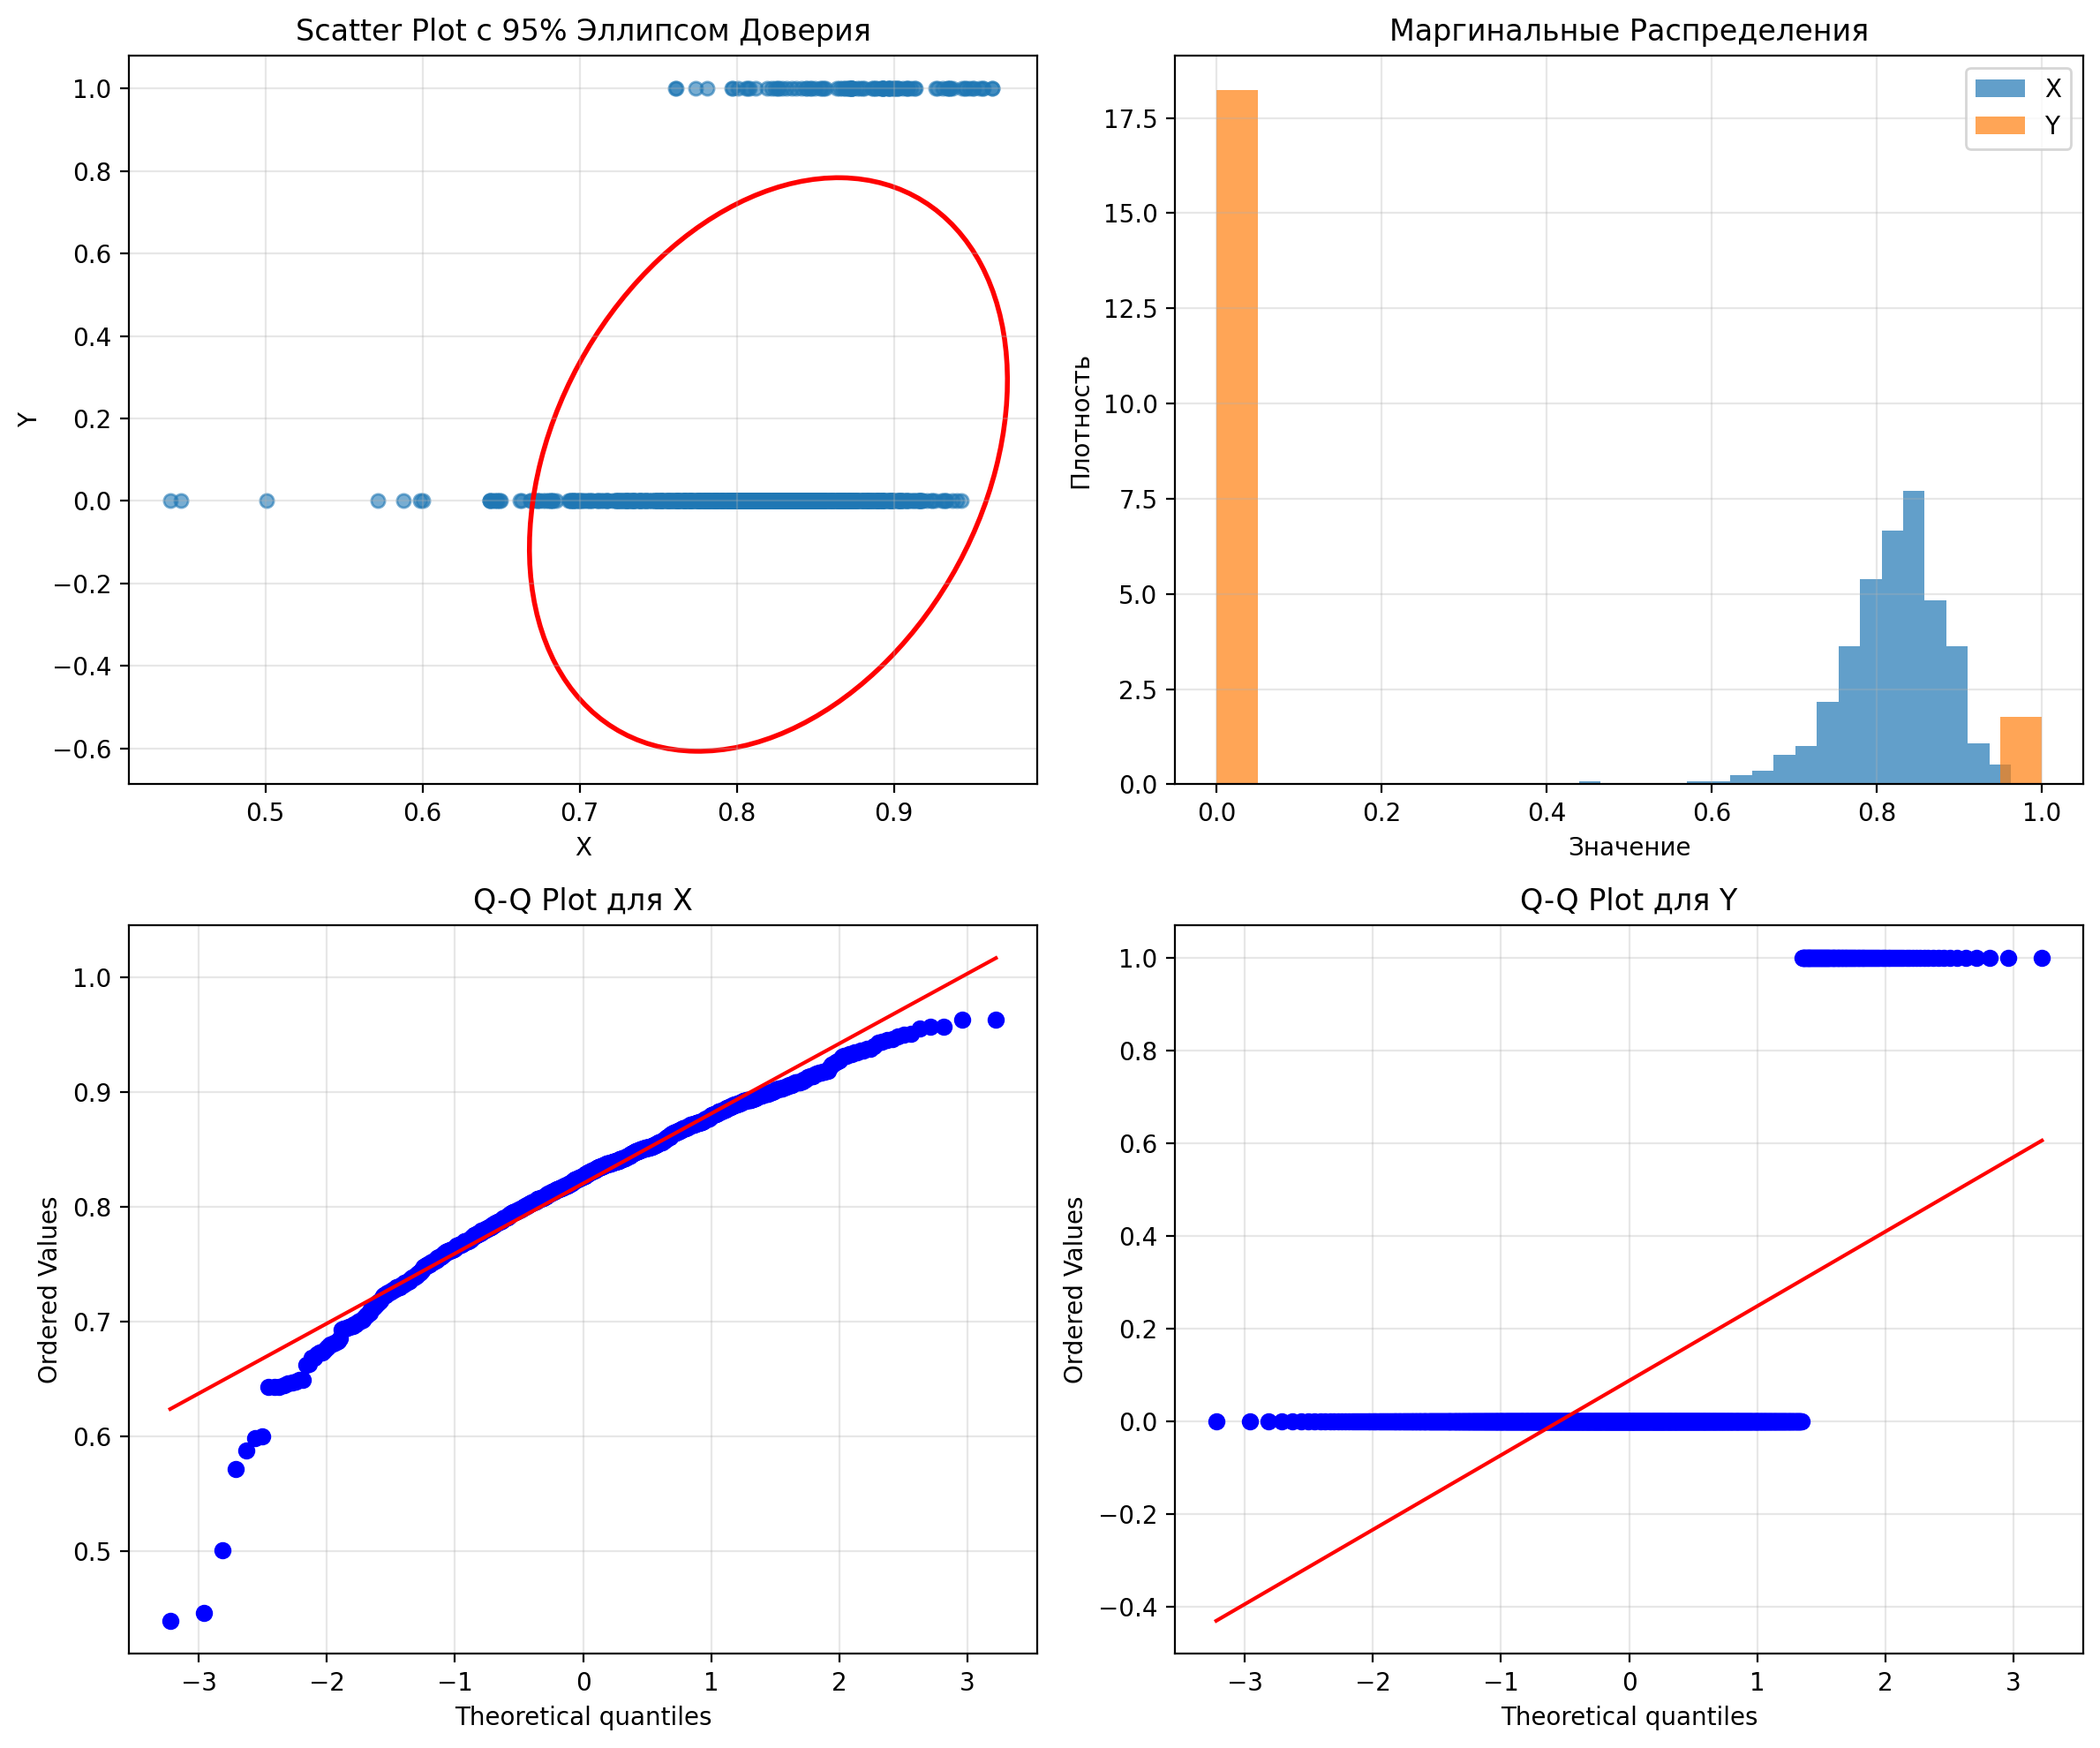 Scatter Plot с 95% Эллипсом Доверия
1.0
0.8
0.6
0.4
0.2
0.0
−0.2
−0.4
−0.6
Y
0.5 0.6 0.7 0.8 0.9
X
Маргинальные Распределения
X
Y
17.5
15.0
12.5
10.0
7.5
5.0
2.5
0.0
Плотность
0.0 0.2 0.4 0.6 0.8 1.0
Значение
Q-Q Plot для X
1.0
0.9
0.8
0.7
0.6
0.5
Ordered Values
−3 −2 −1 0 1 2 3
Theoretical quantiles
Q-Q Plot для Y
1.0
0.8
0.6
0.4
0.2
0.0
−0.2
−0.4
Ordered Values
−3 −2 −1 0 1 2 3
Theoretical quantiles